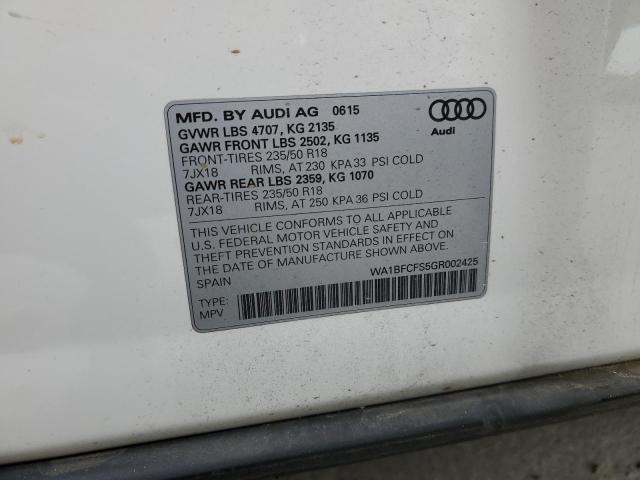 MFD. BY AUDI AG 0615
GVWR LBS 4707, KG 2135
GAWR FRONT LBS 2502, KG 1135
FRONT-TIRES 235/50 R18
7JX18 RIMS, AT 230 KPA 33 PSI COLD
GAWR REAR LBS 2359, KG 1070
REAR-TIRES 235/50 R18
7JX18 RIMS, AT 250 KPA 36 PSI COLD
Audi
THIS VEHICLE CONFORMS TO ALL APPLICABLE
U.S. FEDERAL MOTOR VEHICLE SAFETY AND
THEFT PREVENTION STANDARDS IN EFFECT ON
THE DATE OF MANUFACTURE SHOWN ABOVE.
SPAIN
WA1BFCFS5GR002425
TYPE:
MPV